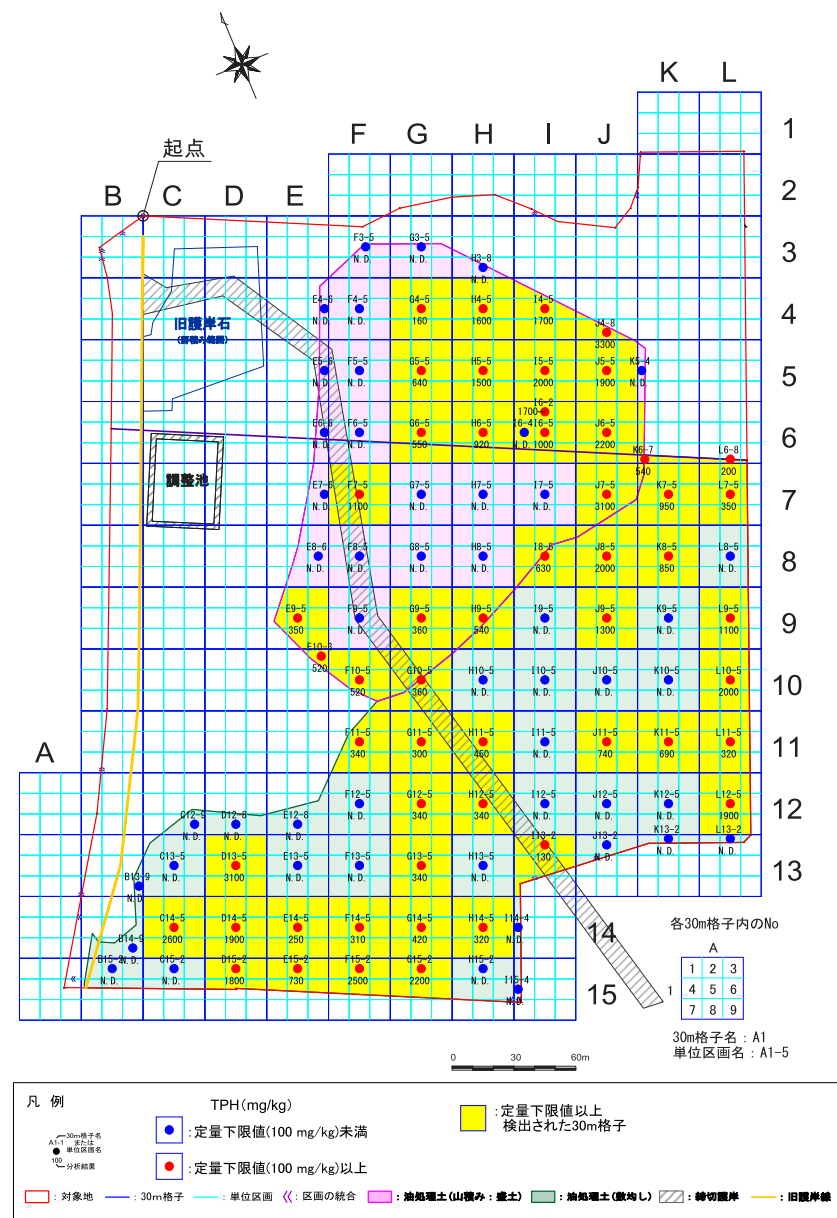 K L
1
F G H I J
起点
2
B C D E
F3-5 G3-5
3
N.D. N.D. H3-8
N.D.
E4-6 F4-5 G4-5 H4-5 I4-5
4
N.D. N.D. 160 1600 1700
旧護岸石
J4-8
3300
E5-6 F5-5 G5-5 H5-5 I5-5 J5-5 K5-4
5
N.D. N.D. 640 1500 2000 1900 N.D.
I6-2
1700
E6-6 F6-5 G6-5 H6-5 I6-4 I6-5 J6-5
6
N.D. N.D. 550 920 N.D. 1000 2200
K6-7 L6-8
540 200
調整池
E7-6 F7-5 G7-5 H7-5 I7-5 J7-5 K7-5 L7-5
7
N.D. 1100 N.D. N.D. N.D. 3100 950 350
E8-6 F8-5 G8-5 H8-5 I8-5 J8-5 K8-5 L8-5
8
N.D. N.D. N.D. N.D. 630 2000 850 N.D.
E9-5 F9-5 G9-5 H9-5 I9-5 J9-5 K9-5 L9-5
9
350 N.D. 360 540 N.D. 1300 N.D. 1100
E10-3
520
F10-5 G10-5 H10-5 I10-5 J10-5 K10-5 L10-5
10
520 360 N.D. N.D. N.D. N.D. 2000
A
F11-5 G11-5 H11-5 I11-5 J11-5 K11-5 L11-5
11
340 300 460 N.D. 740 690 320
F12-5 G12-5 H12-5 I12-5 J12-5 K12-5 L12-5
12
N.D. 340 340 N.D. N.D. N.D. 1900
C12-9 D12-8 E12-8
N.D. N.D. N.D.
I13-2 J13-2 K13-2 L13-2
130 N.D. N.D. N.D.
C13-5 D13-5 E13-5 F13-5 G13-5 H13-5
13
N.D. 3100 N.D. N.D. 340 N.D.
B13-9
N.D.
C14-5 D14-5 E14-5 F14-5 G14-5 H14-5 I14-4
14
2600 1900 250 310 420 320 N.D.
B14-9
N.D.
B15-2 C15-2 D15-2 E15-2 F15-2 G15-2 H15-2
15
N.D. N.D. 1800 730 2500 2200 N.D.
I15-4
N.D.
各30m格子内のNo
A
1 2 3
1 4 5 6
7 8 9
30m格子名：A1
単位区画名：A1-5
0 30 60m
凡 例
TPH(mg/kg)
30m格子名
または
A1-1 単位区画名
100 分析結果
：定量下限値(100 mg/kg)未満
：定量下限値(100 mg/kg)以上
：定量下限値以上
検出された30m格子
：対象地 ：30m格子 ：単位区画 ：区画の統合 ：油処理土(山積み：盛土) ：油処理土(敷均し) ：締切護岸 ：旧護岸線